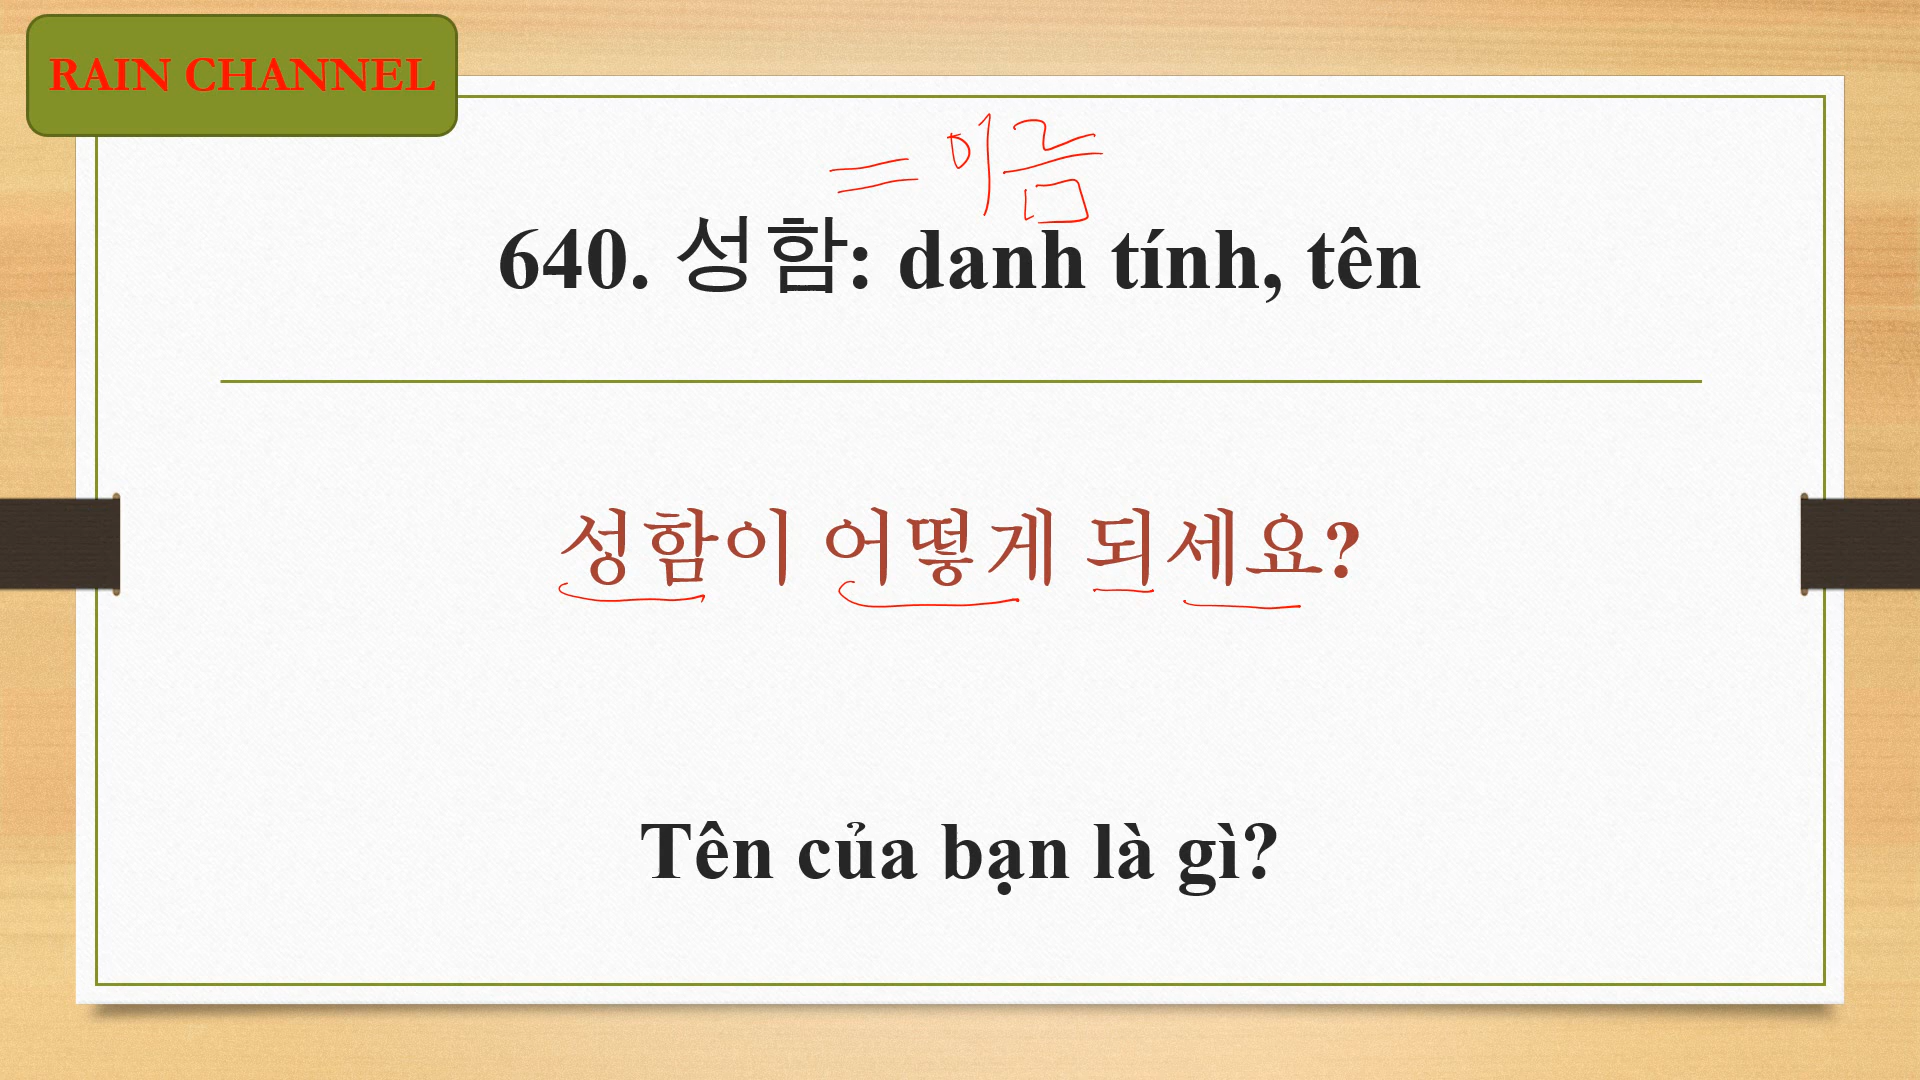 RAIN CHANNEL
= 이름
640. 성함: danh tính, tên
성함이 어떻게 되세요?
Tên của bạn là gì?